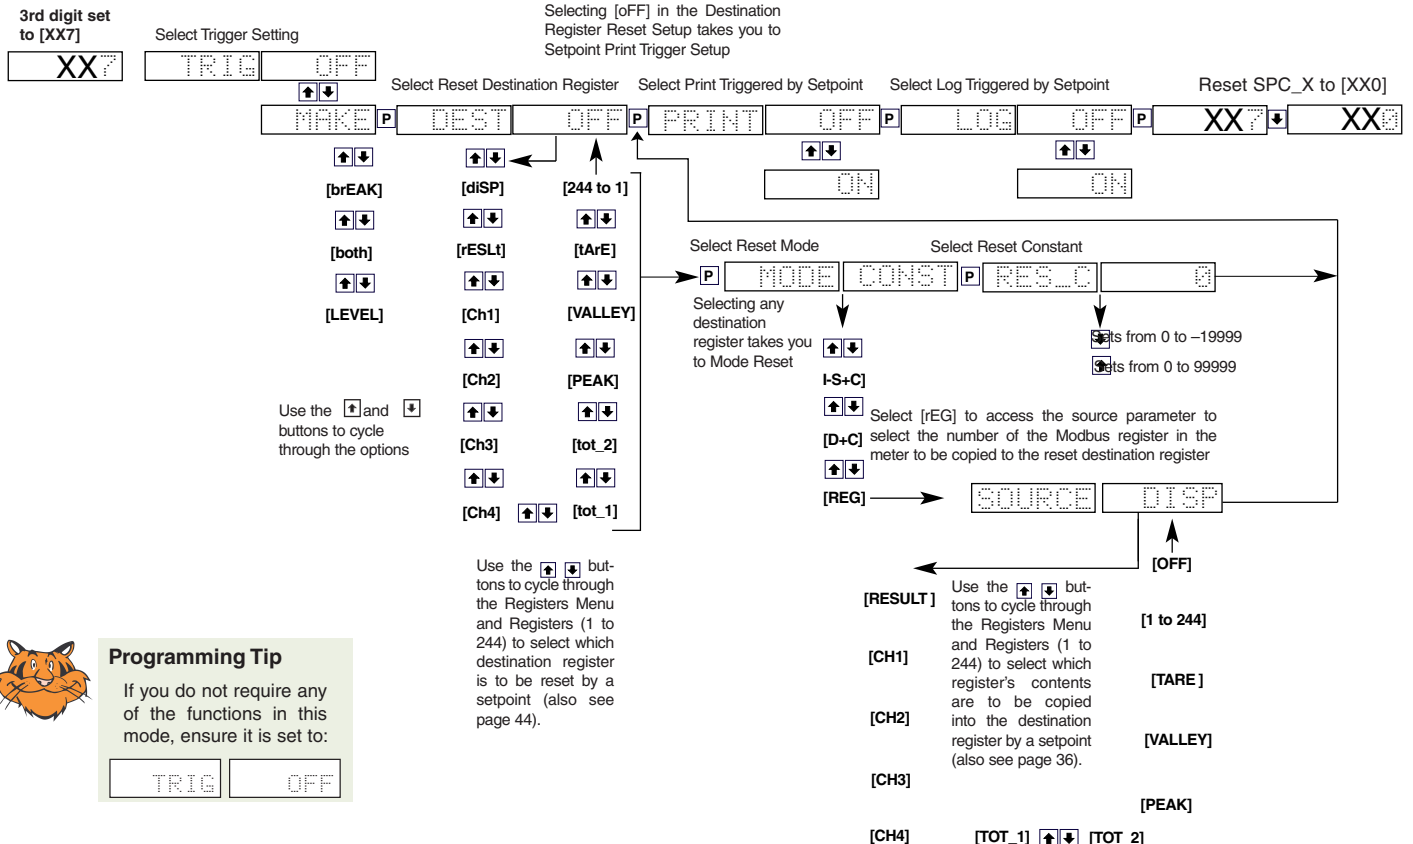 3rd digit set
to [XX7]
XX7
Select Trigger Setting
TRIG OFF
Selecting [oFF] in the Destination
Register Reset Setup takes you to
Setpoint Print Trigger Setup
Select Reset Destination Register
Select Print Triggered by Setpoint
Select Log Triggered by Setpoint
Reset SPC_X to [XX0]
MAKE P DEST OFF P PRINT OFF P LOG OFF P XX7 XX0
ON
ON
[brEAK]
[both]
[LEVEL]
[diSP]
[rESLt]
[Ch1]
[Ch2]
[Ch3]
[Ch4]
[244 to 1]
[tArE]
[VALLEY]
[PEAK]
[tot_2]
[tot_1]
Use the and
buttons to cycle
through the options
Select Reset Mode
Select Reset Constant
P MODE CONST P RES_C 0
Selecting any
destination
register takes you
to Mode Reset
Sets from 0 to –19999
Sets from 0 to 99999
I-S+C]
[D+C]
[REG]
Select [rEG] to access the source parameter to
select the number of the Modbus register in the
meter to be copied to the reset destination register
SOURCE DISP
Use the but-
tons to cycle through
the Registers Menu
and Registers (1 to
244) to select which
destination register
is to be reset by a
setpoint (also see
page 44).
[RESULT ]
[CH1]
[CH2]
[CH3]
[CH4]
Use the but-
tons to cycle through
the Registers Menu
and Registers (1 to
244) to select which
register's contents
are to be copied
into the destination
register by a setpoint
(also see page 36).
[OFF]
[1 to 244]
[TARE ]
[VALLEY]
[PEAK]
[TOT_1] [TOT_2]
Programming Tip
If you do not require any
of the functions in this
mode, ensure it is set to:
TRIG OFF